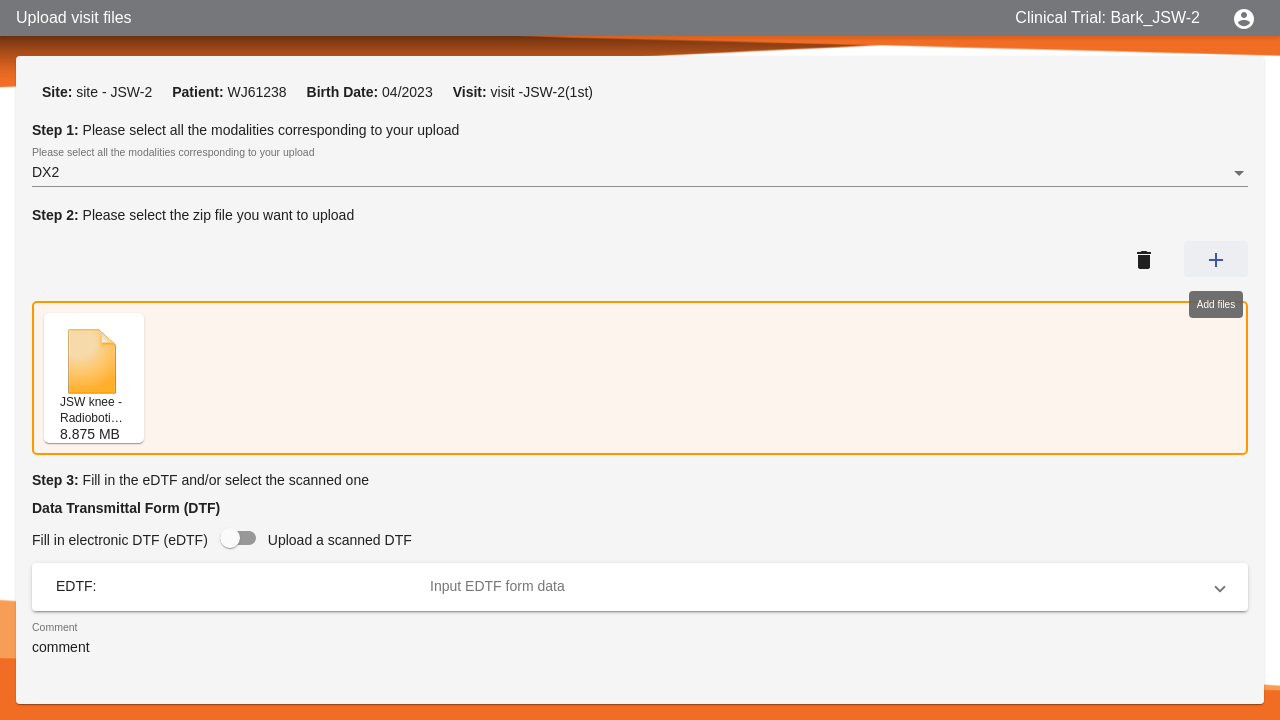 Upload visit files
Clinical Trial: Bark_JSW-2
Site: site - JSW-2 Patient: WJ61238 Birth Date: 04/2023 Visit: visit -JSW-2(1st)
Step 1: Please select all the modalities corresponding to your upload
Please select all the modalities corresponding to your upload
DX2
Step 2: Please select the zip file you want to upload
Add files
JSW knee -
Radioboti…
8.875 MB
Step 3: Fill in the eDTF and/or select the scanned one
Data Transmittal Form (DTF)
Fill in electronic DTF (eDTF) Upload a scanned DTF
EDTF: Input EDTF form data
Comment
comment